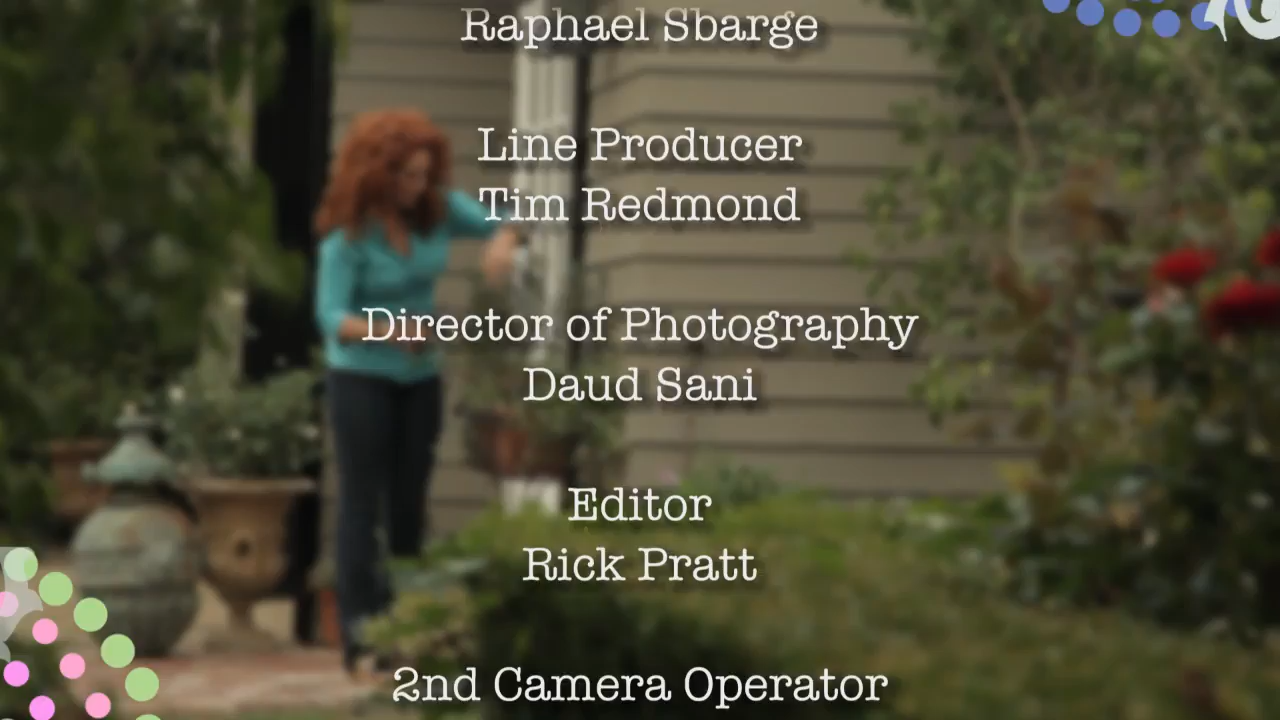 Raphael Sbarge
Line Producer
Tim Redmond
Director of Photography
Daud Sani
Editor
Rick Pratt
2nd Camera Operator